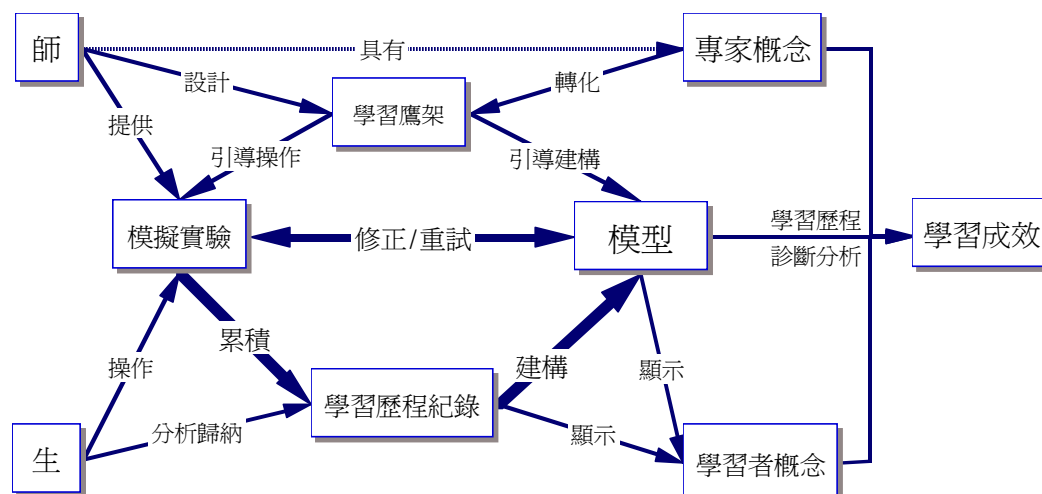 師
具有
專家概念
設計
轉化
學習鷹架
提供
引導操作
引導建構
模擬實驗
修正/重試
模型
學習歷程
診斷分析
學習成效
累積
操作
建構
顯示
學習歷程紀錄
生
分析歸納
顯示
學習者概念